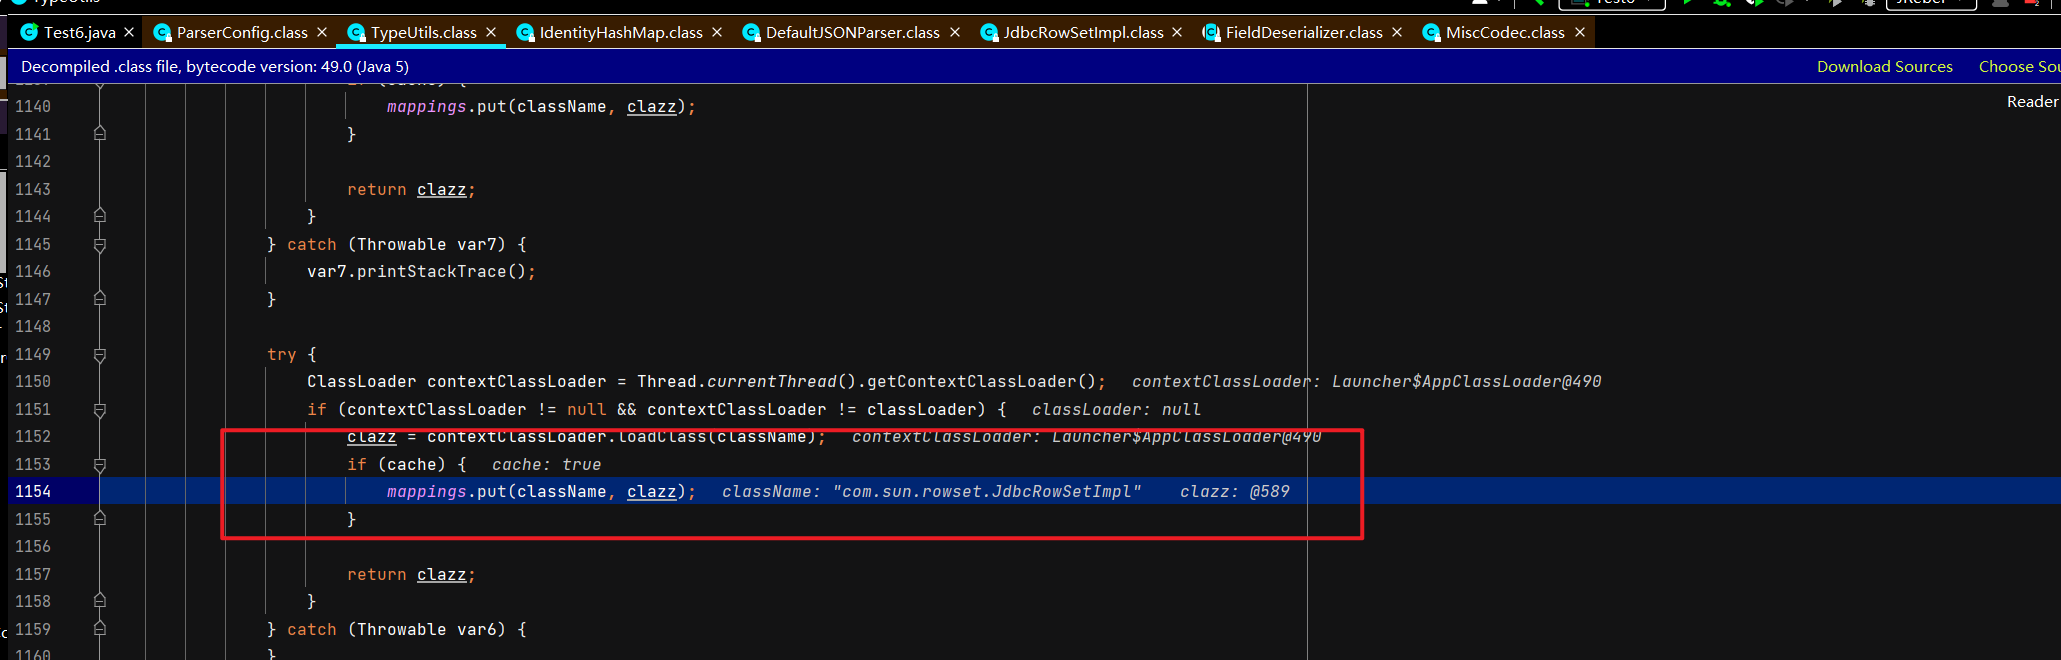 Test6.java × ParserConfig.class × TypeUtils.class × IdentityHashMap.class × DefaultJSONParser.class × JdbcRowSetImpl.class × FieldDeserializer.class × MiscCodec.class ×
Decompiled .class file, bytecode version: 49.0 (Java 5) Download Sources Choose Sou
Reader
1140 mappings.put(className, clazz);
1141 }
1142
1143 return clazz;
1144 }
1145 } catch (Throwable var7) {
1146 var7.printStackTrace();
1147 }
1148
1149 try {
1150 ClassLoader contextClassLoader = Thread.currentThread().getContextClassLoader(); contextClassLoader: Launcher$AppClassLoader@490
1151 if (contextClassLoader != null && contextClassLoader != classLoader) { classLoader: null
1152 clazz = contextClassLoader.loadClass(className); contextClassLoader: Launcher$AppClassLoader@490
1153 if (cache) { cache: true
1154 mappings.put(className, clazz); className: "com.sun.rowset.JdbcRowSetImpl" clazz: @589
1155 }
1156
1157 return clazz;
1158 }
1159 } catch (Throwable var6) {
1160 }